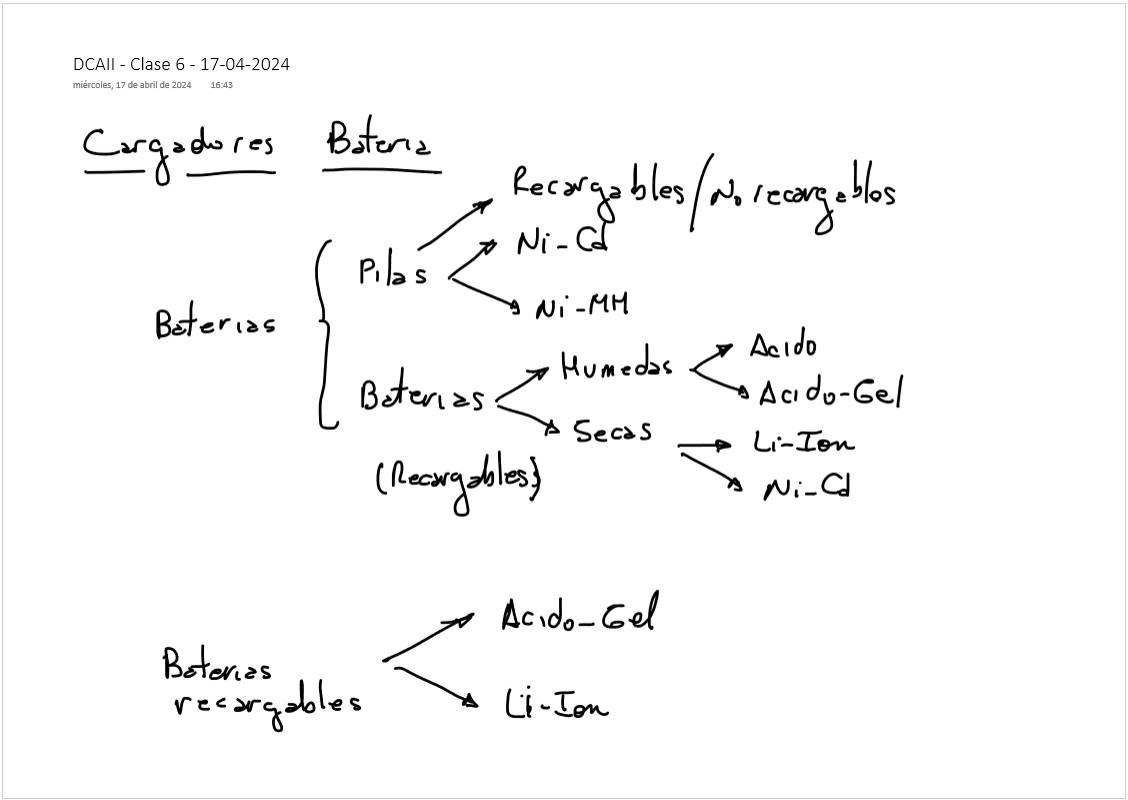 DCAII - Clase 6 - 17-04-2024
miércoles, 17 de abril de 2024 16:43
Cargadores Bateria
Recargables/No recargables
Pilas
Ni-Cd
Ni-MH
Baterias
Baterias
(Recargables)
Humedas
Acido
Acido-Gel
Secas
Li-Ion
Ni-Cd
Baterias
recargables
Acido-Gel
Li-Ion